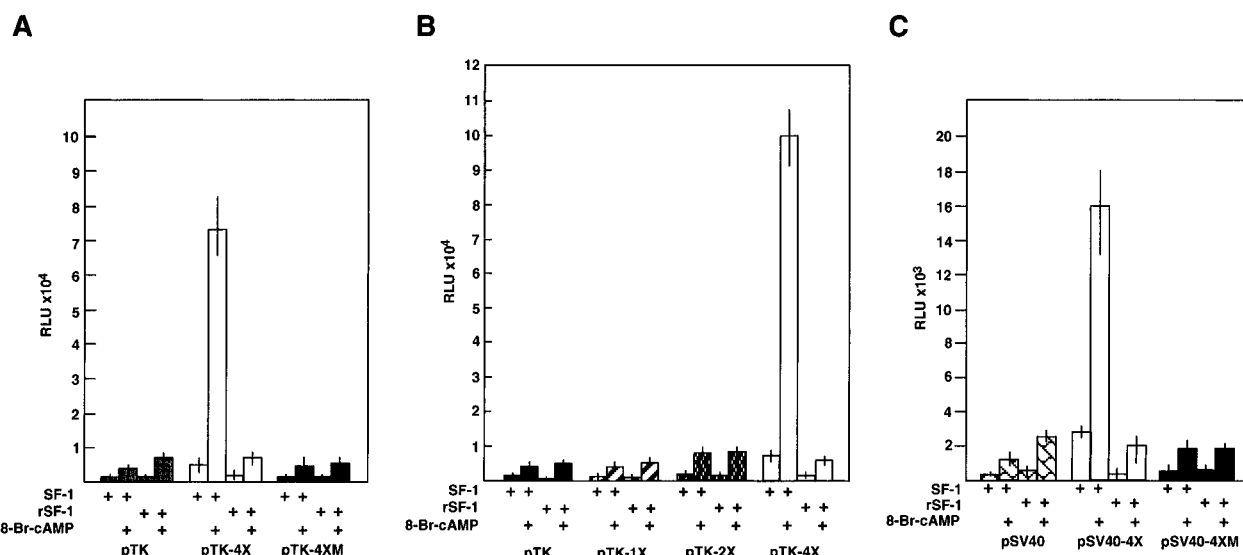 A
B
C
RLU x10⁴
10
9
8
7
6
5
4
3
2
1
SF-1 + + + + + +
rSF-1 + + + + + +
8-Br-cAMP + + + + + +
pTK pTK-4X pTK-4XM
RLU x10⁴
12
11
10
9
8
7
6
5
4
3
2
1
SF-1 + + + + + + + +
rSF-1 + + + + + + + +
8-Br-cAMP + + + + + + + +
pTK pTK-1X pTK-2X pTK-4X
RLU x10³
20
18
16
14
12
10
8
6
4
2
SF-1 + + + + + +
rSF-1 + + + + + +
8-Br-cAMP + + + + + +
pSV40 pSV40-4X pSV40-4XM